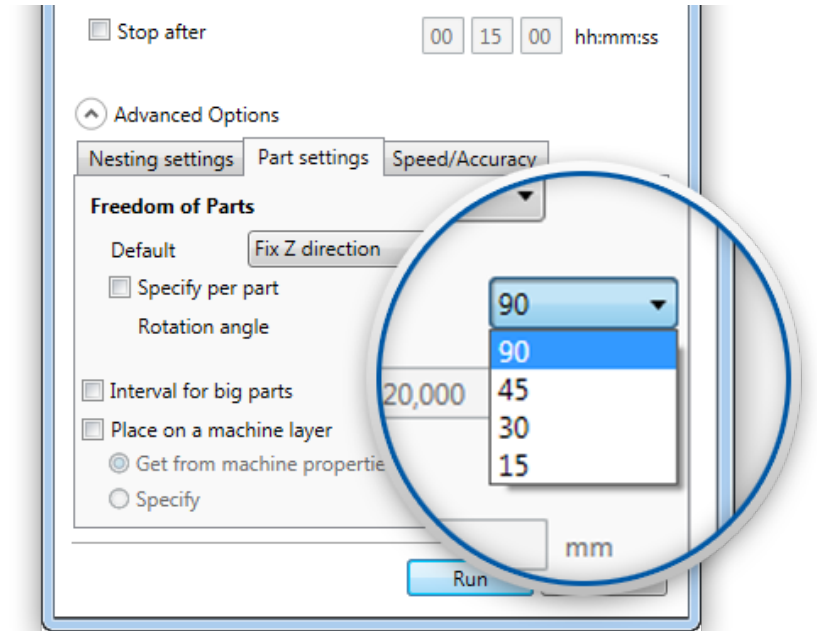 Stop after 00 15 00 hh:mm:ss
Advanced Options
Nesting settings Part settings Speed/Accuracy
Freedom of Parts
Default Fix Z direction
Specify per part
90
Rotation angle
90
Interval for big parts 20,000 45
Place on a machine layer 30
Get from machine propertie 15
Specify
mm
Run